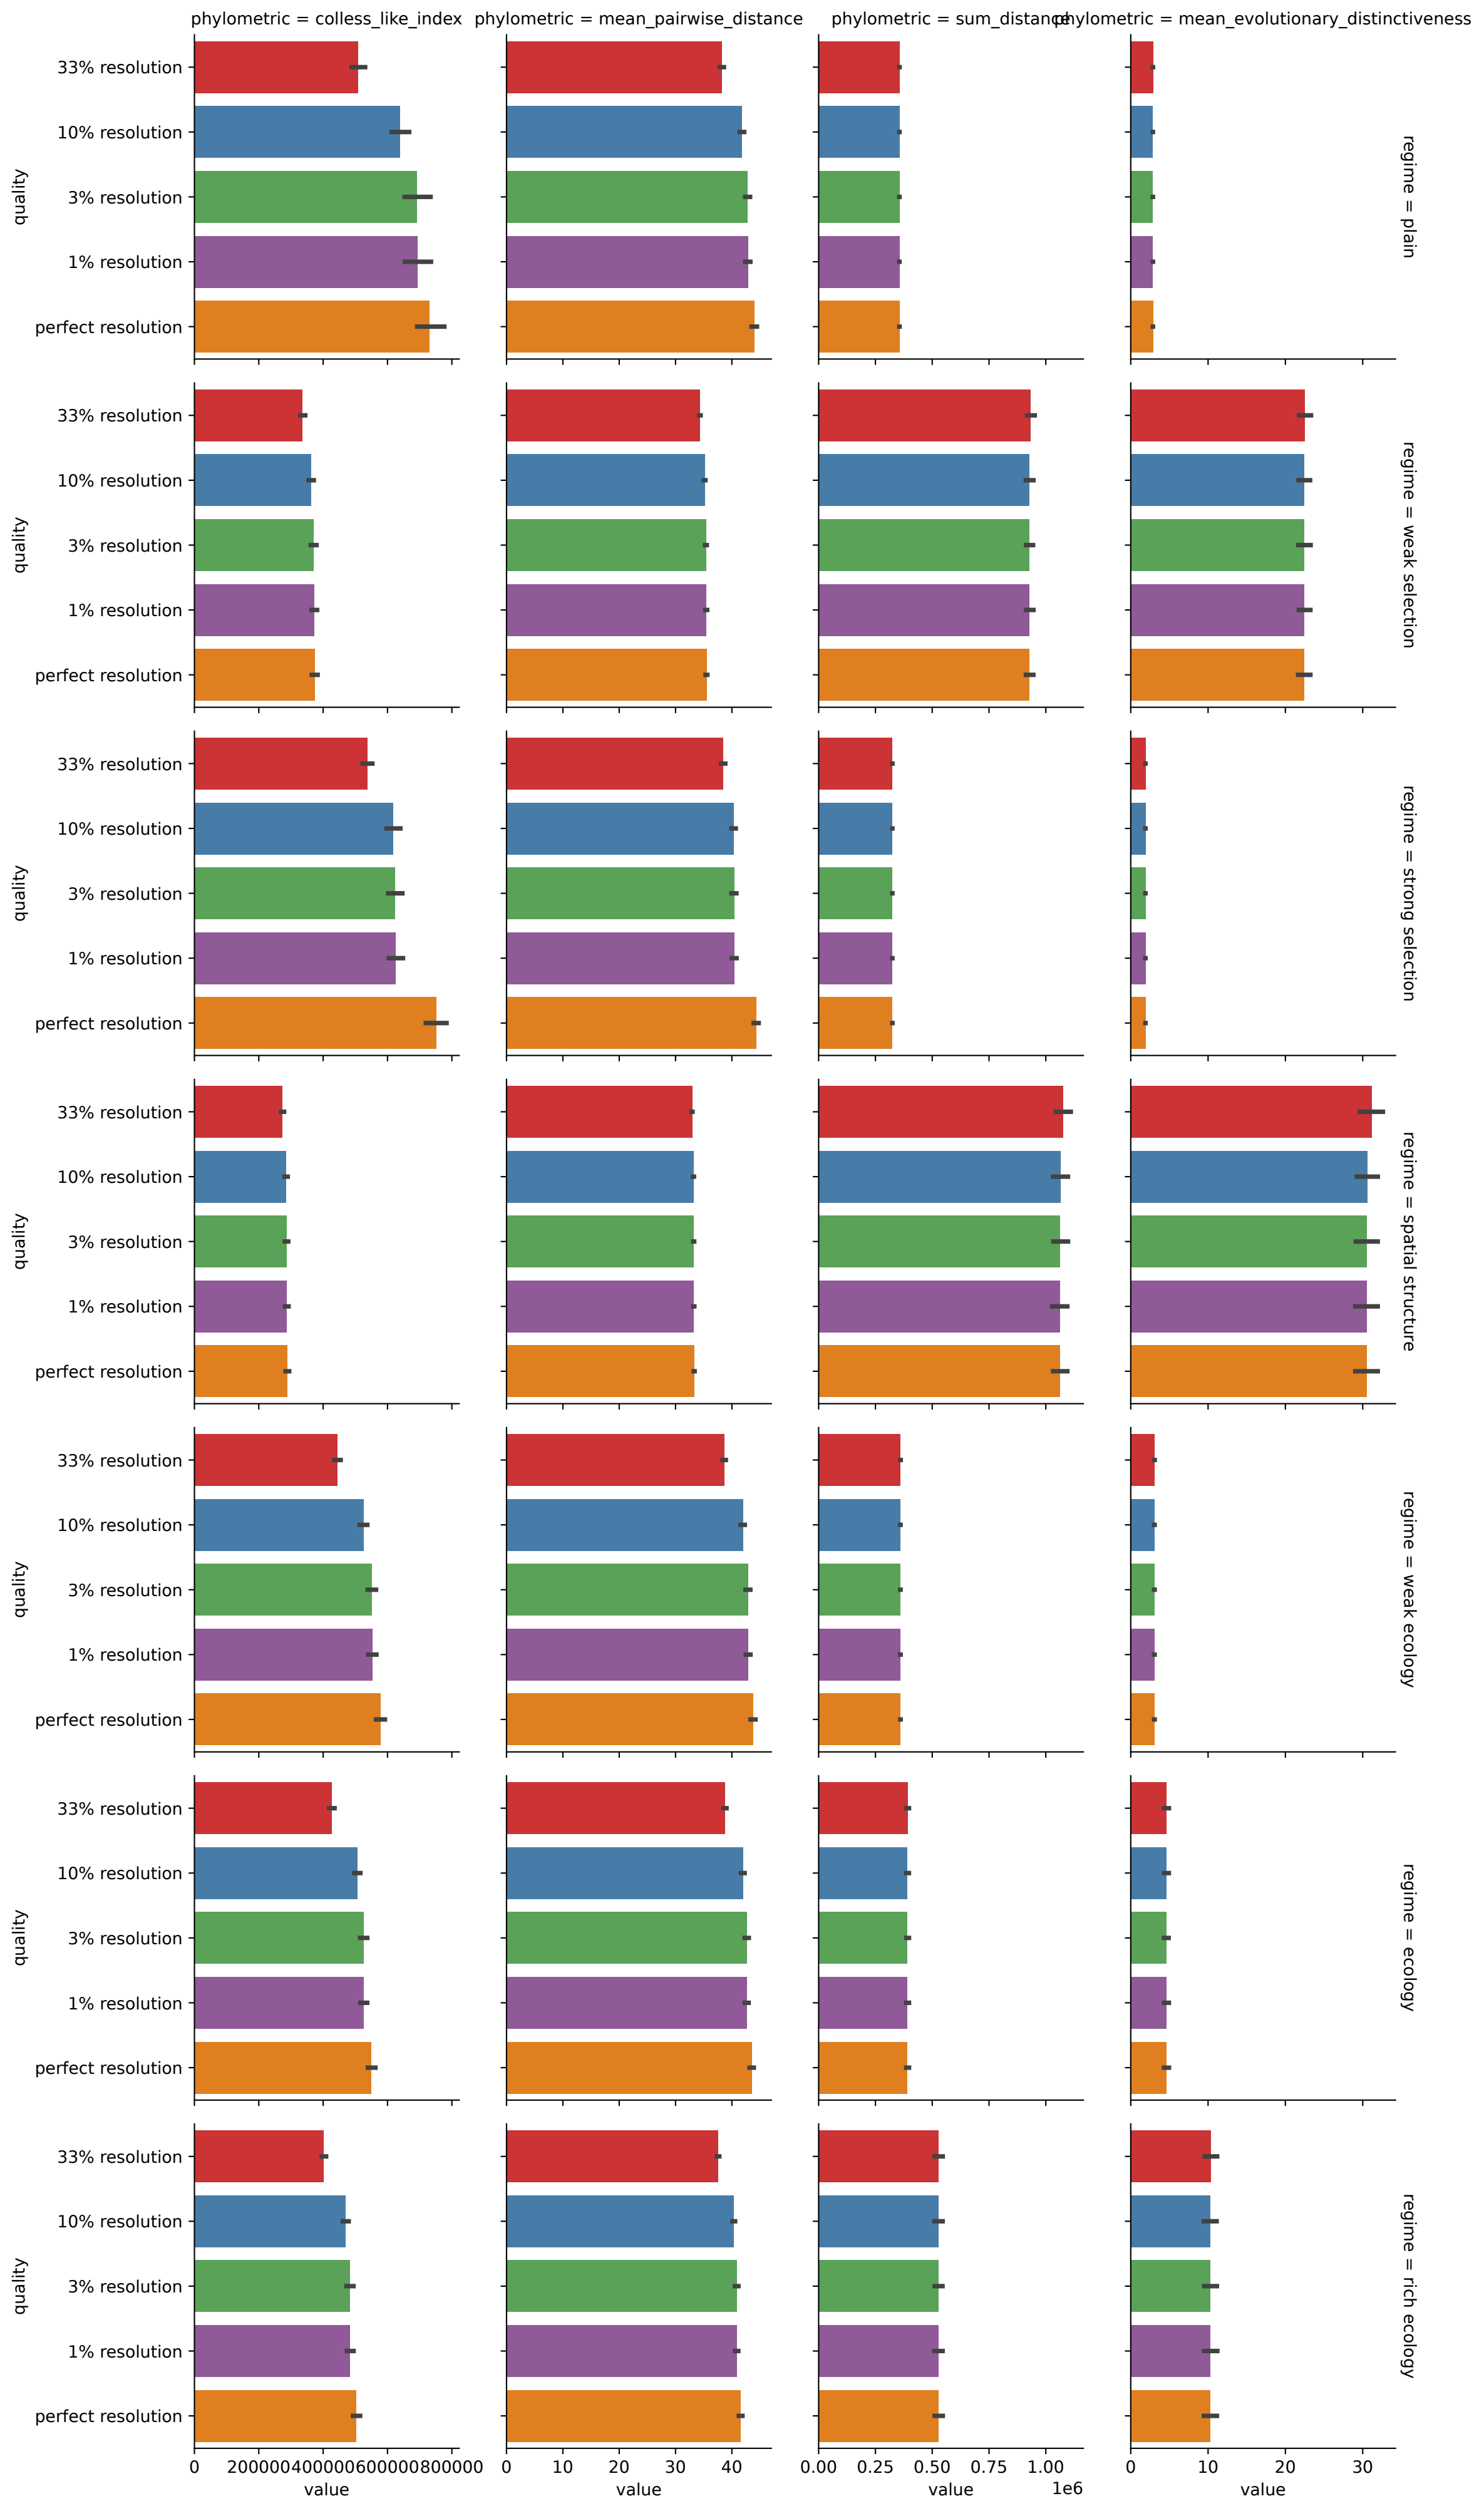 phylometric = colless_like_index
phylometric = mean_pairwise_distance
phylometric = sum_distance
phylometric = mean_evolutionary_distinctiveness
quality
33% resolution
10% resolution
3% resolution
1% resolution
perfect resolution
regime = plain
quality
33% resolution
10% resolution
3% resolution
1% resolution
perfect resolution
regime = weak selection
quality
33% resolution
10% resolution
3% resolution
1% resolution
perfect resolution
regime = strong selection
quality
33% resolution
10% resolution
3% resolution
1% resolution
perfect resolution
regime = spatial structure
quality
33% resolution
10% resolution
3% resolution
1% resolution
perfect resolution
regime = weak ecology
quality
33% resolution
10% resolution
3% resolution
1% resolution
perfect resolution
regime = ecology
quality
33% resolution
10% resolution
3% resolution
1% resolution
perfect resolution
regime = rich ecology
0 200000 400000 600000 800000
value
0 10 20 30 40
value
0.00 0.25 0.50 0.75 1.00
1e6
value
0 10 20 30
value